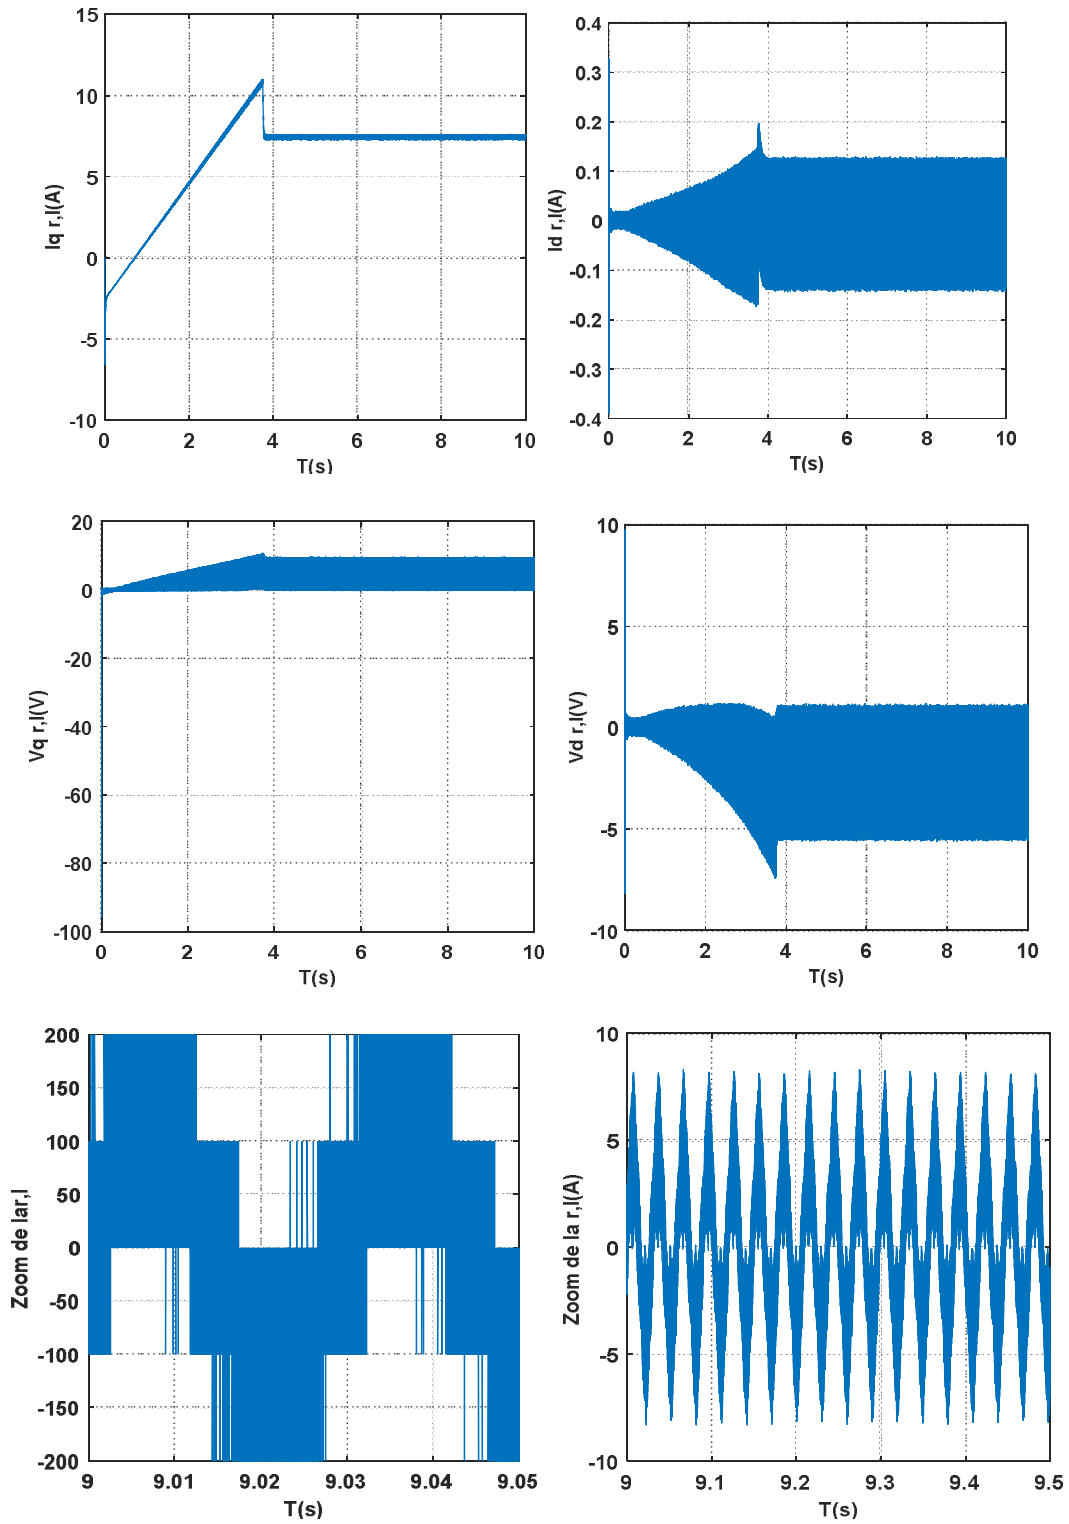 15
10
5
0
-5
-10
Iq r,l(A)
0 2 4 6 8 10
T(s)
0.4
0.3
0.2
0.1
0
-0.1
-0.2
-0.3
-0.4
Id r,l(A)
0 2 4 6 8 10
T(s)
20
0
-20
-40
-60
-80
-100
Vq r,l(V)
0 2 4 6 8 10
T(s)
10
5
0
-5
-10
Vd r,l(V)
0 2 4 6 8 10
T(s)
200
150
100
50
0
-50
-100
-150
-200
Zoom de lar,l
9 9.01 9.02 9.03 9.04 9.05
T(s)
10
5
0
-5
-10
Zoom de la r,l(A)
9 9.1 9.2 9.3 9.4 9.5
T(s)